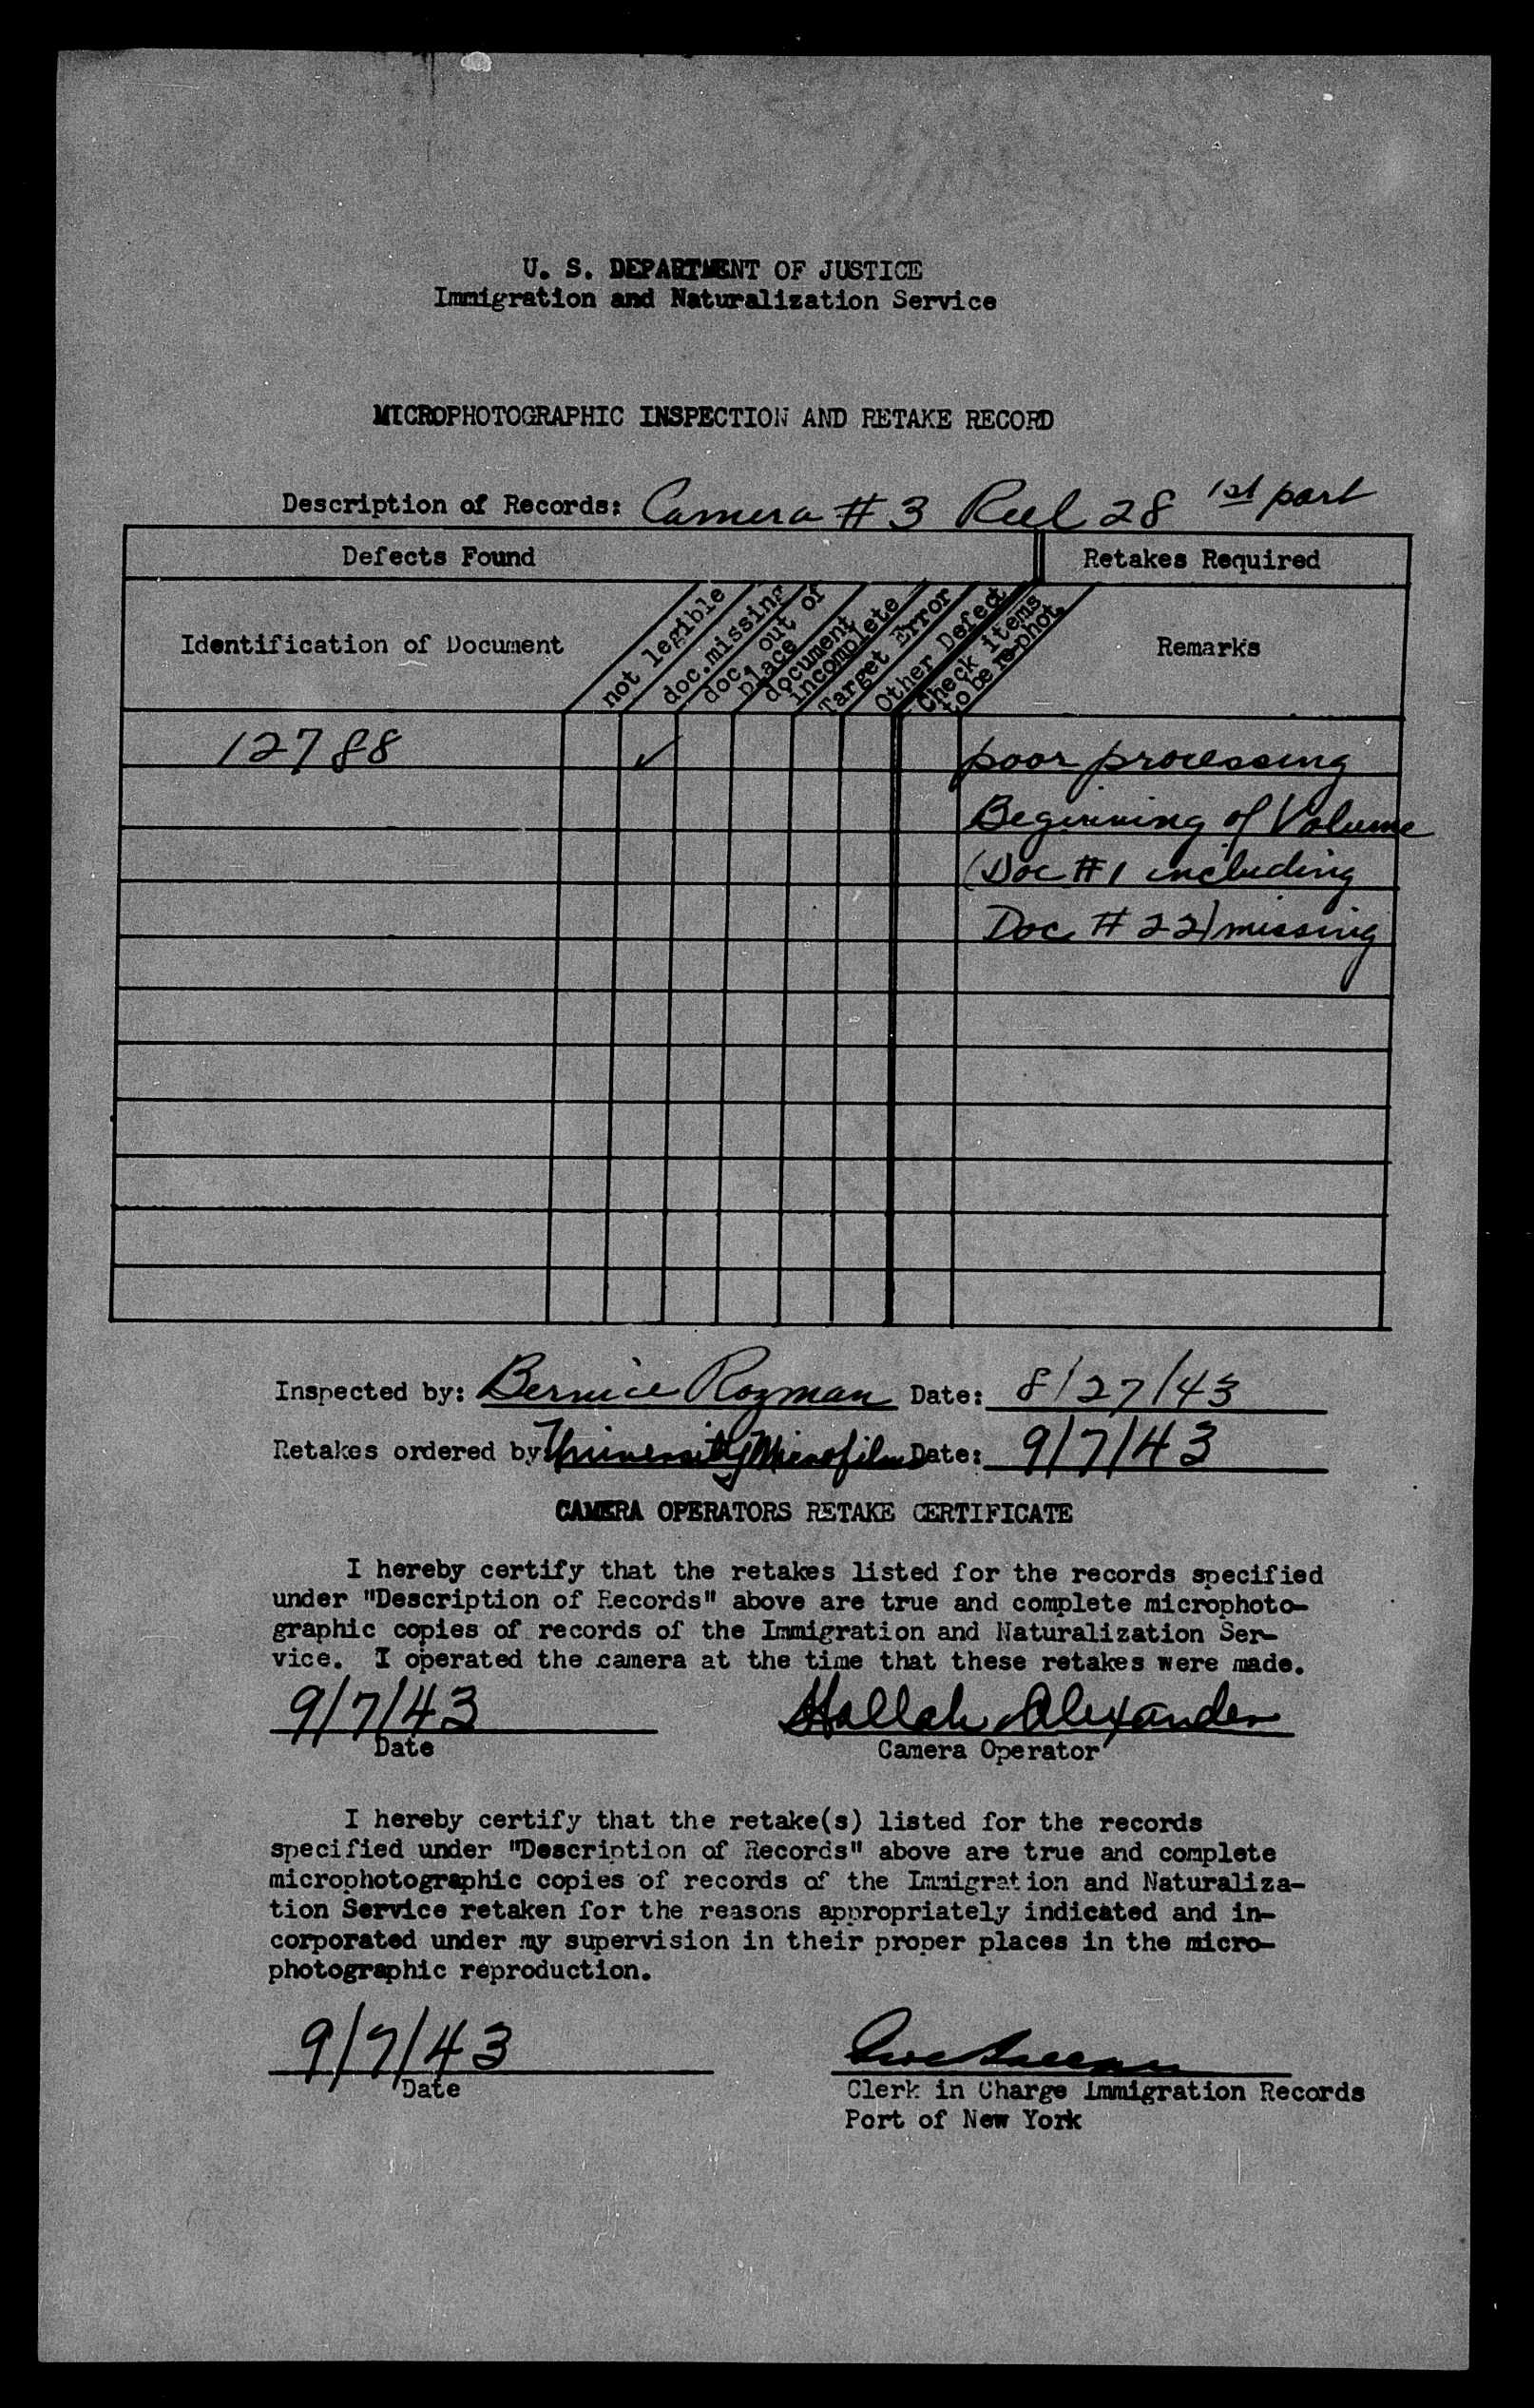 U. S. DEPARTMENT OF JUSTICE
Immigration and Naturalization Service
MICROPHOTOGRAPHIC INSPECTION AND RETAKE RECORD
Description of Records: Camera # 3 Reel 28 1st part
Defects Found
Retakes Required
Identification of Document
not legible
doc. missing
doc. out of
place
document
incomplete
Target Error
Other Defect
Check items
to be re-phot.
Remarks
12788 ✓ poor processing
Beginning of Volume
(Doc # 1 including
Doc # 22) missing
Inspected by: Bernice Rozman Date: 8/27/43
Retakes ordered by: University Microfilms Date: 9/7/43
CAMERA OPERATORS RETAKE CERTIFICATE
I hereby certify that the retakes listed for the records specified
under "Description of Records" above are true and complete microphoto-
graphic copies of records of the Immigration and Naturalization Ser-
vice. I operated the camera at the time that these retakes were made.
9/7/43 Hallah Alexander
Date
Camera Operator
I hereby certify that the retake(s) listed for the records
specified under "Description of Records" above are true and complete
microphotographic copies of records of the Immigration and Naturaliza-
tion Service retaken for the reasons appropriately indicated and in-
corporated under my supervision in their proper places in the micro-
photographic reproduction.
9/7/43
Date
Clerk in Charge Immigration Records
Port of New York